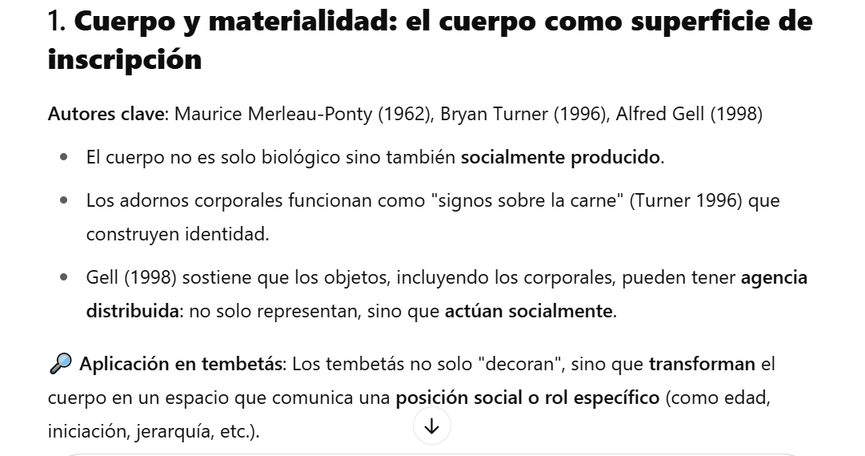 1. Cuerpo y materialidad: el cuerpo como superficie de
inscripción
Autores clave: Maurice Merleau-Ponty (1962), Bryan Turner (1996), Alfred Gell (1998)
El cuerpo no es solo biológico sino también socialmente producido.
Los adornos corporales funcionan como "signos sobre la carne" (Turner 1996) que
construyen identidad.
Gell (1998) sostiene que los objetos, incluyendo los corporales, pueden tener agencia
distribuida: no solo representan, sino que actúan socialmente.
Aplicación en tembetás: Los tembetás no solo "decoran", sino que transforman el
cuerpo en un espacio que comunica una posición social o rol específico (como edad,
iniciación, jerarquía, etc.).